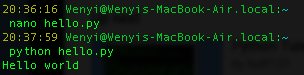 20:36:16 Wenyi@Wenyis-MacBook-Air.local:~
nano hello.py
20:37:59 Wenyi@Wenyis-MacBook-Air.local:~
python hello.py
Hello world